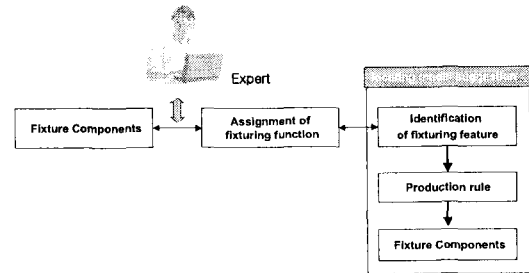 Expert
Fixture Components
Assignment of
fixturing function
Identification
of fixturing feature
Production rule
Fixture Components